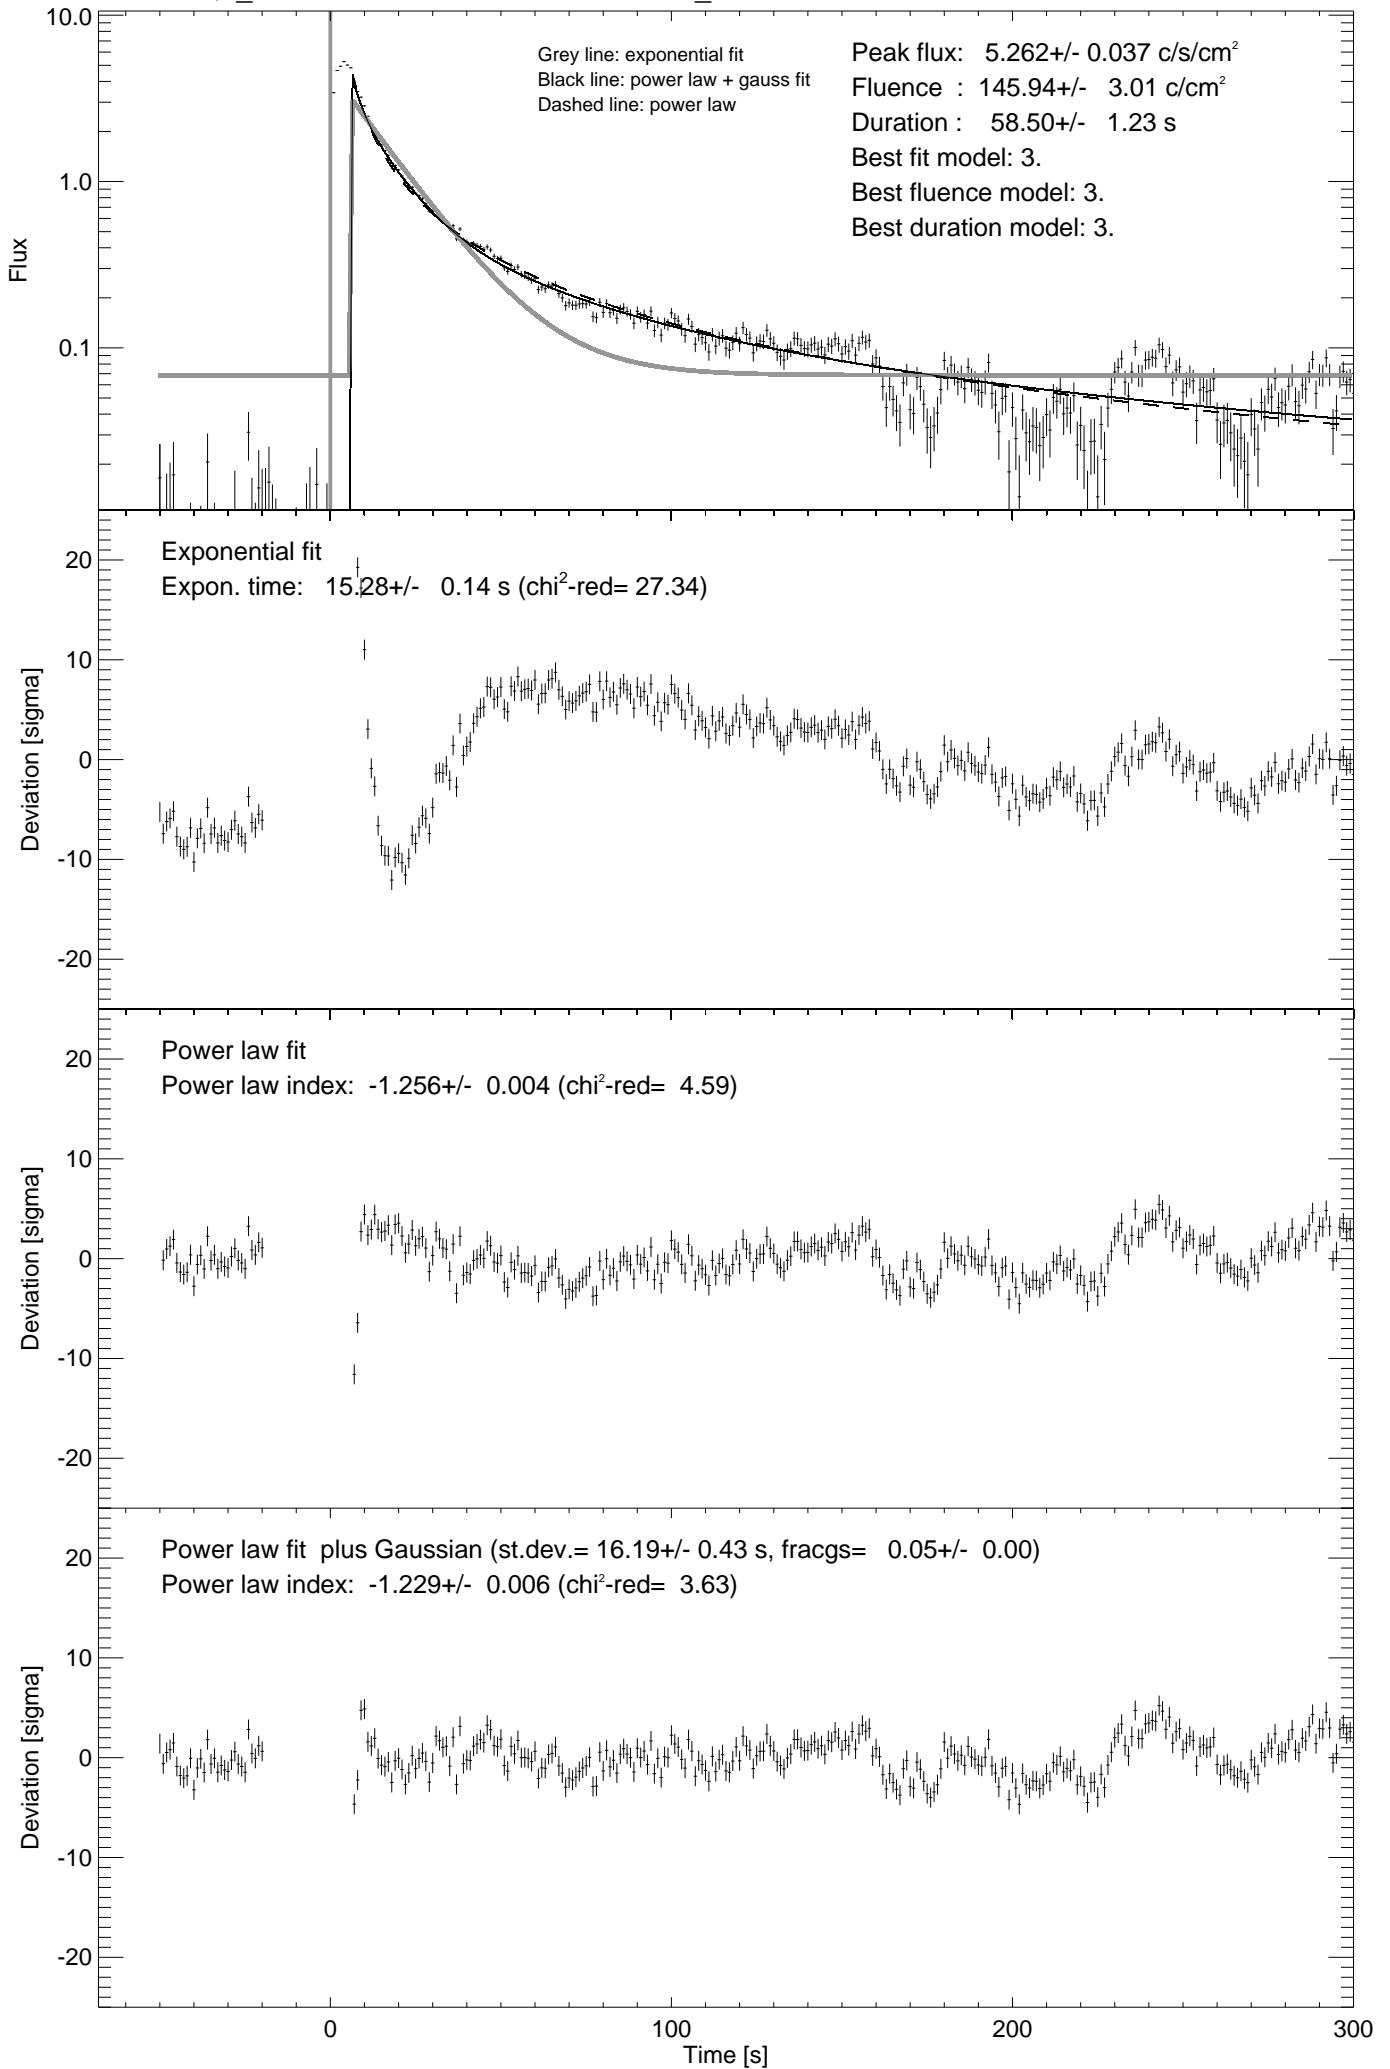 10.0
Grey line: exponential fit
Black line: power law + gauss fit
Dashed line: power law
Peak flux: 5.262+/- 0.037 c/s/cm²
Fluence : 145.94+/- 3.01 c/cm²
Duration : 58.50+/- 1.23 s
Best fit model: 3.
Best fluence model: 3.
Best duration model: 3.
1.0
Flux
0.1
20
Exponential fit
Expon. time: 15.28+/- 0.14 s (chi²-red= 27.34)
10
Deviation [sigma]
0
-10
-20
20
Power law fit
Power law index: -1.256+/- 0.004 (chi²-red= 4.59)
10
Deviation [sigma]
0
-10
-20
20
Power law fit plus Gaussian (st.dev.= 16.19+/- 0.43 s, fracgs= 0.05+/- 0.00)
Power law index: -1.229+/- 0.006 (chi²-red= 3.63)
10
Deviation [sigma]
0
-10
-20
0 100 200 300
Time [s]